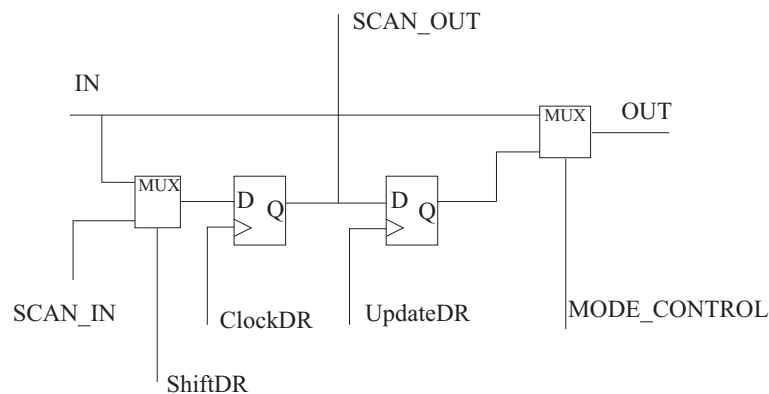 SCAN_OUT
IN
MUX
OUT
MUX
D
Q
D
Q
SCAN_IN
ClockDR
UpdateDR
MODE_CONTROL
ShiftDR